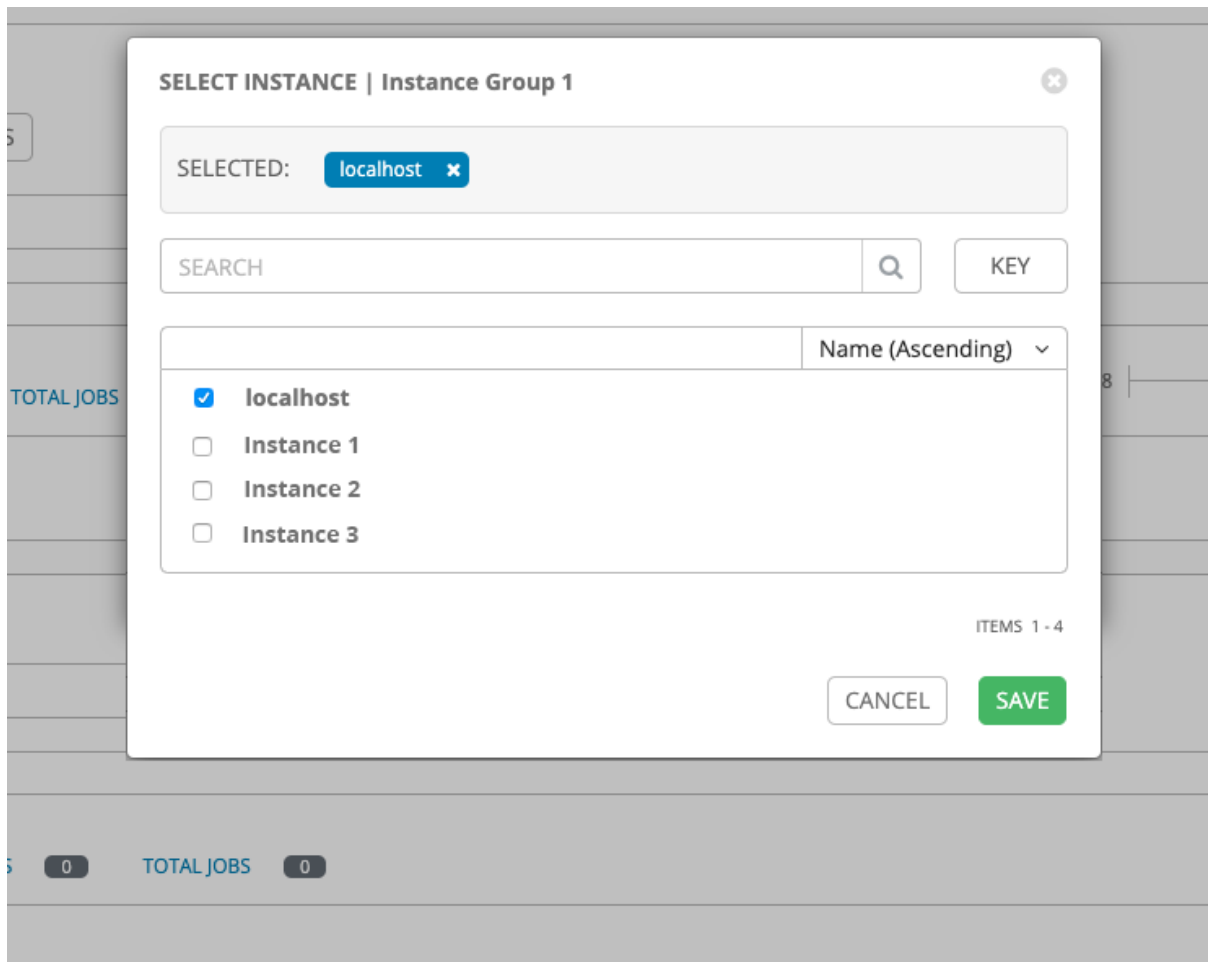 SELECT INSTANCE | Instance Group 1
S
SELECTED: localhost
SEARCH
KEY
Name (Ascending)
TOTAL JOBS
8
localhost
Instance 1
Instance 2
Instance 3
ITEMS 1 - 4
CANCEL SAVE
S 0 TOTAL JOBS 0